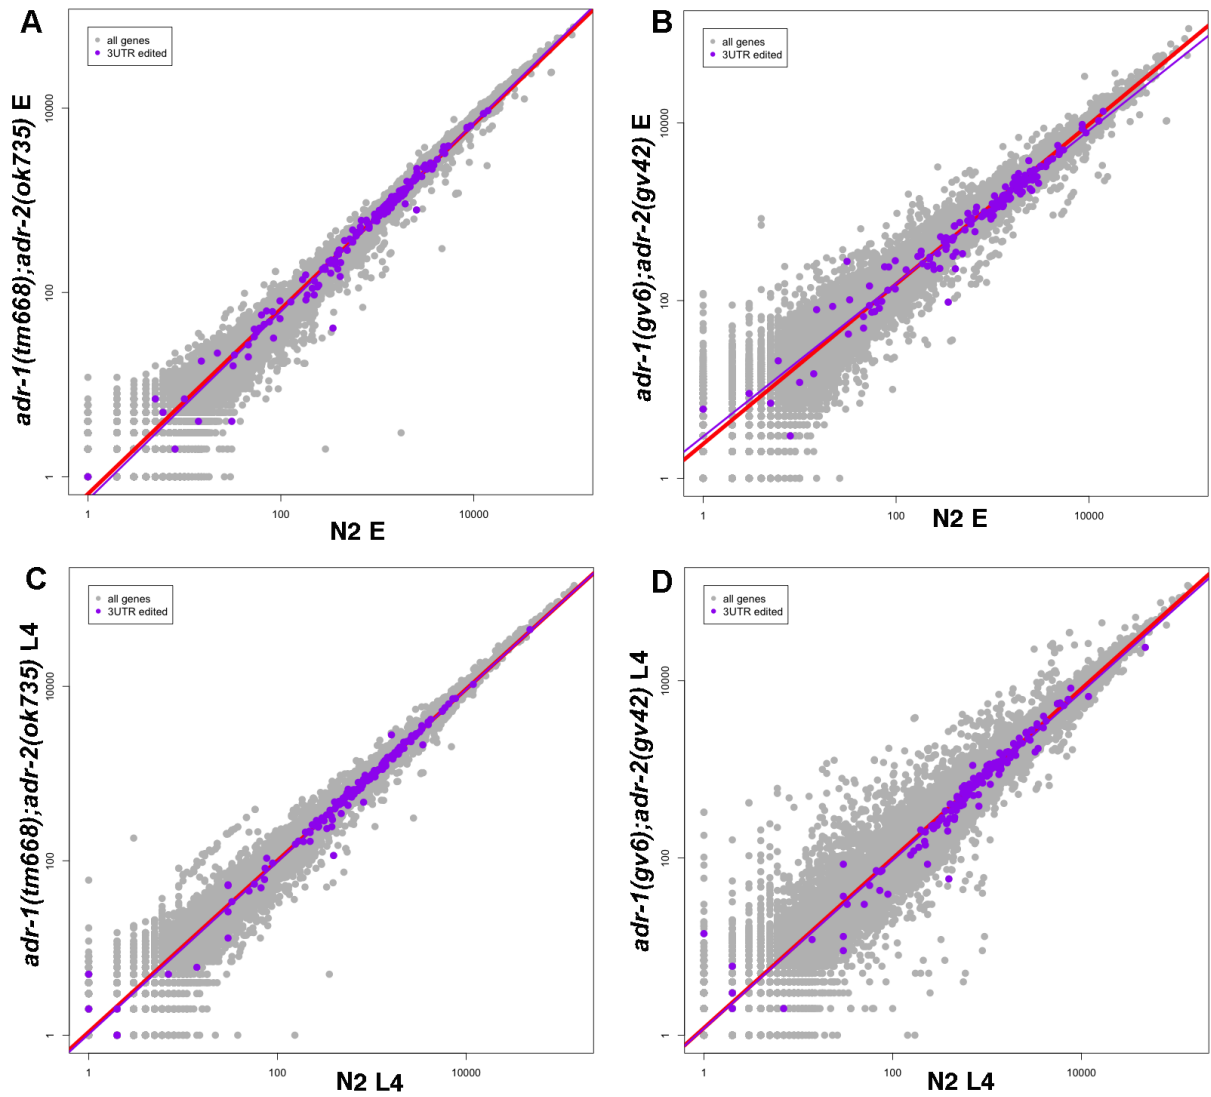 A
all genes
3UTR edited
adr-1(tm668);adr-2(ok735) E
10000
100
1
1
100
10000
N2 E
B
all genes
3UTR edited
adr-1(gv6);adr-2(gv42) E
10000
100
1
1
100
10000
N2 E
C
all genes
3UTR edited
adr-1(tm668);adr-2(ok735) L4
10000
100
1
1
100
10000
N2 L4
D
all genes
3UTR edited
adr-1(gv6);adr-2(gv42) L4
10000
100
1
1
100
10000
N2 L4